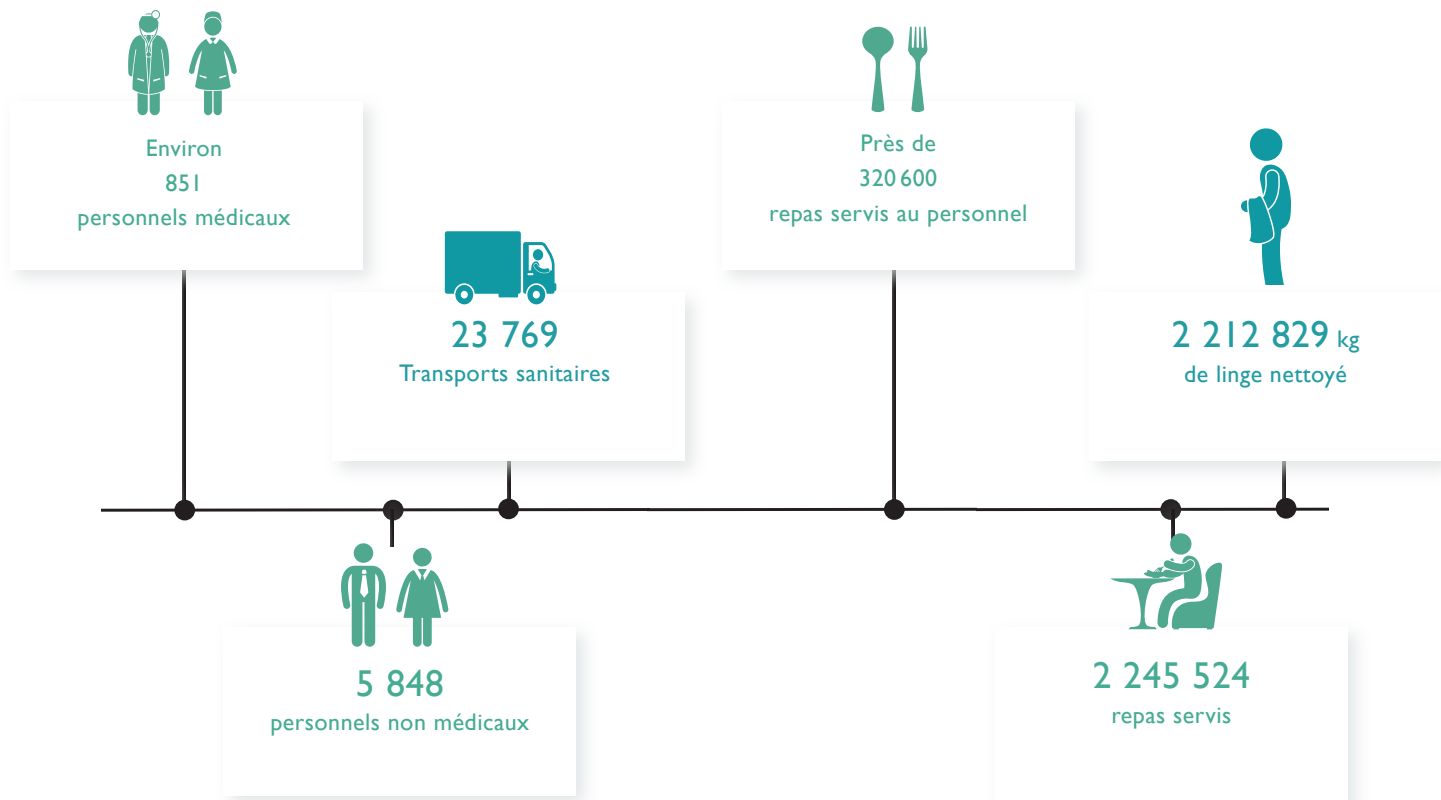 Environ
851
personnels médicaux
23 769
Transports sanitaires
Près de
320 600
repas servis au personnel
2 212 829 kg
de linge nettoyé
5 848
personnels non médicaux
2 245 524
repas servis